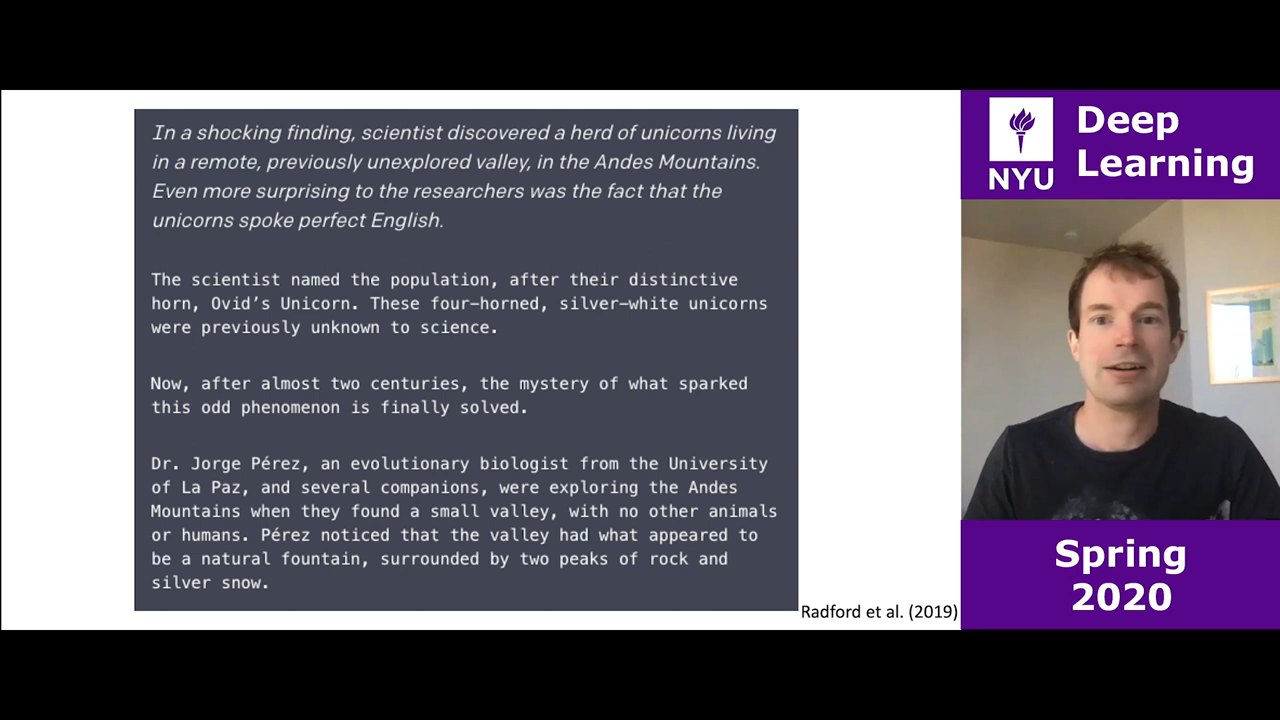 In a shocking finding, scientist discovered a herd of unicorns living
in a remote, previously unexplored valley, in the Andes Mountains.
Even more surprising to the researchers was the fact that the
unicorns spoke perfect English.
The scientist named the population, after their distinctive
horn, Ovid’s Unicorn. These four-horned, silver-white unicorns
were previously unknown to science.
Now, after almost two centuries, the mystery of what sparked
this odd phenomenon is finally solved.
Dr. Jorge Pérez, an evolutionary biologist from the University
of La Paz, and several companions, were exploring the Andes
Mountains when they found a small valley, with no other animals
or humans. Pérez noticed that the valley had what appeared to
be a natural fountain, surrounded by two peaks of rock and
silver snow.
Radford et al. (2019)
NYU
Deep
Learning
Spring
2020